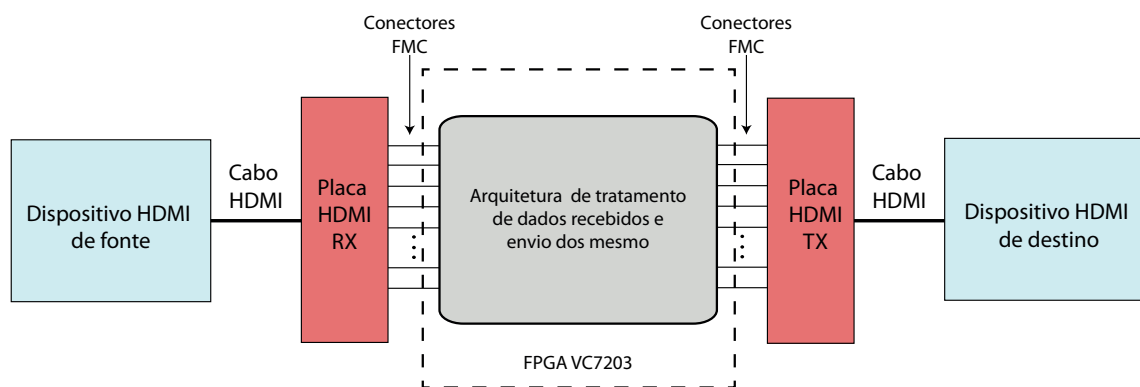 Conectores
FMC
Conectores
FMC
Dispositivo HDMI
de fonte
Cabo
HDMI
Placa
HDMI
RX
Arquitetura de tratamento
de dados recebidos e
envio dos mesmo
Placa
HDMI
TX
Cabo
HDMI
Dispositivo HDMI
de destino
FPGA VC7203